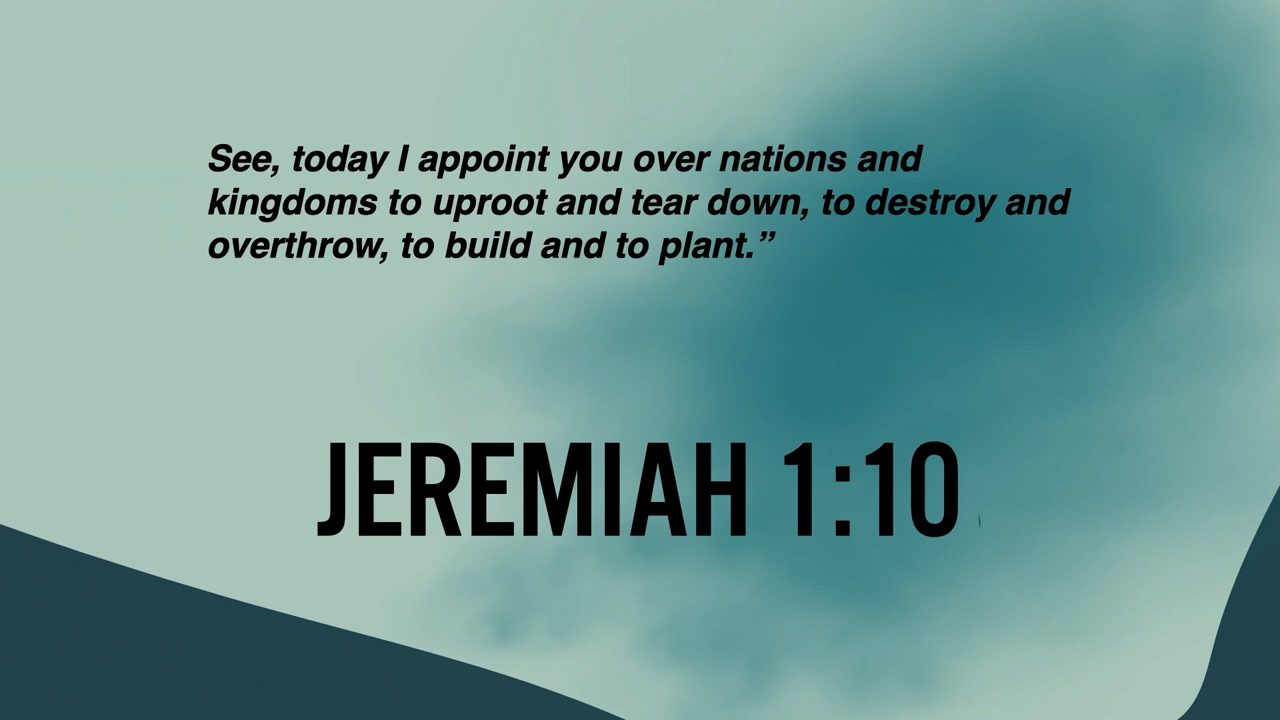 See, today I appoint you over nations and
kingdoms to uproot and tear down, to destroy and
overthrow, to build and to plant.”
JEREMIAH 1:10